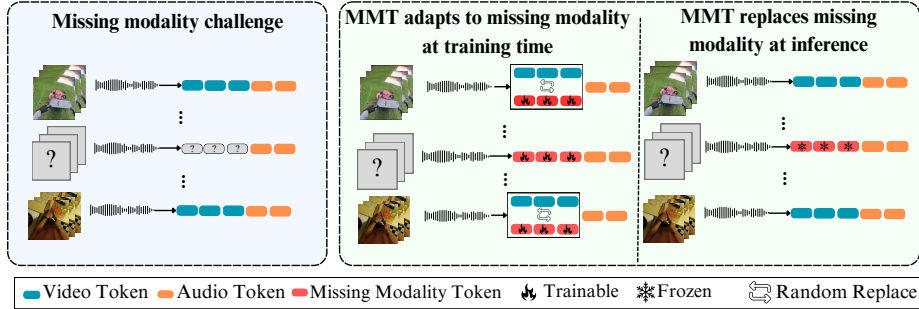 Missing modality challenge
MMT adapts to missing modality
at training time
MMT replaces missing
modality at inference
?
? ? ?
?
?
Video Token
Audio Token
Missing Modality Token
Trainable
Frozen
Random Replace